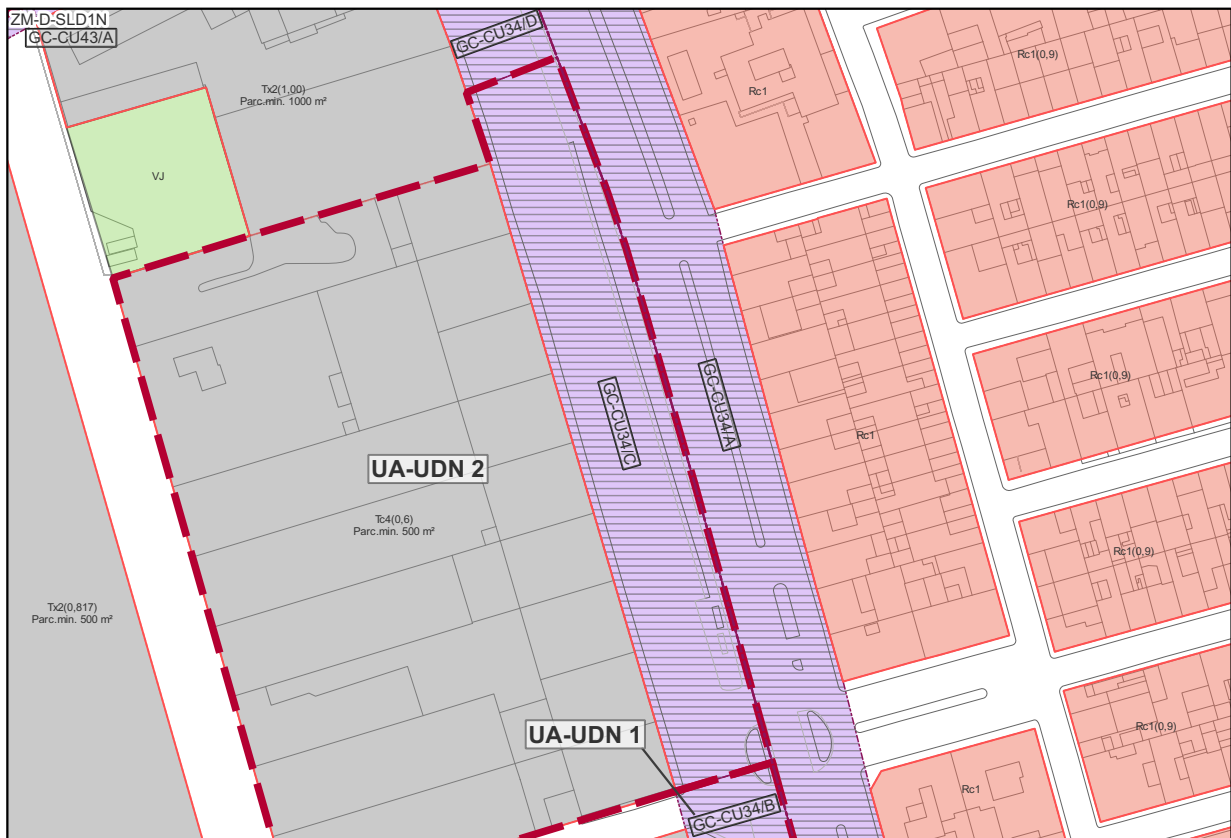 ZM-D-SLD1N
GC-CU43/A
GC-CU34/D
Tx2(1,00)
Parc.min. 1000 m²
Rc1
Rc1(0,9)
VJ
Rc1(0,9)
GC-CU34/C
GC-CU34/A
Rc1(0,9)
Rc1
UA-UDN 2
Tc4(0,6)
Parc.min. 500 m²
Rc1(0,9)
Tx2(0,817)
Parc.min. 500 m²
UA-UDN 1
Rc1(0,9)
Rc1
GC-CU34/B